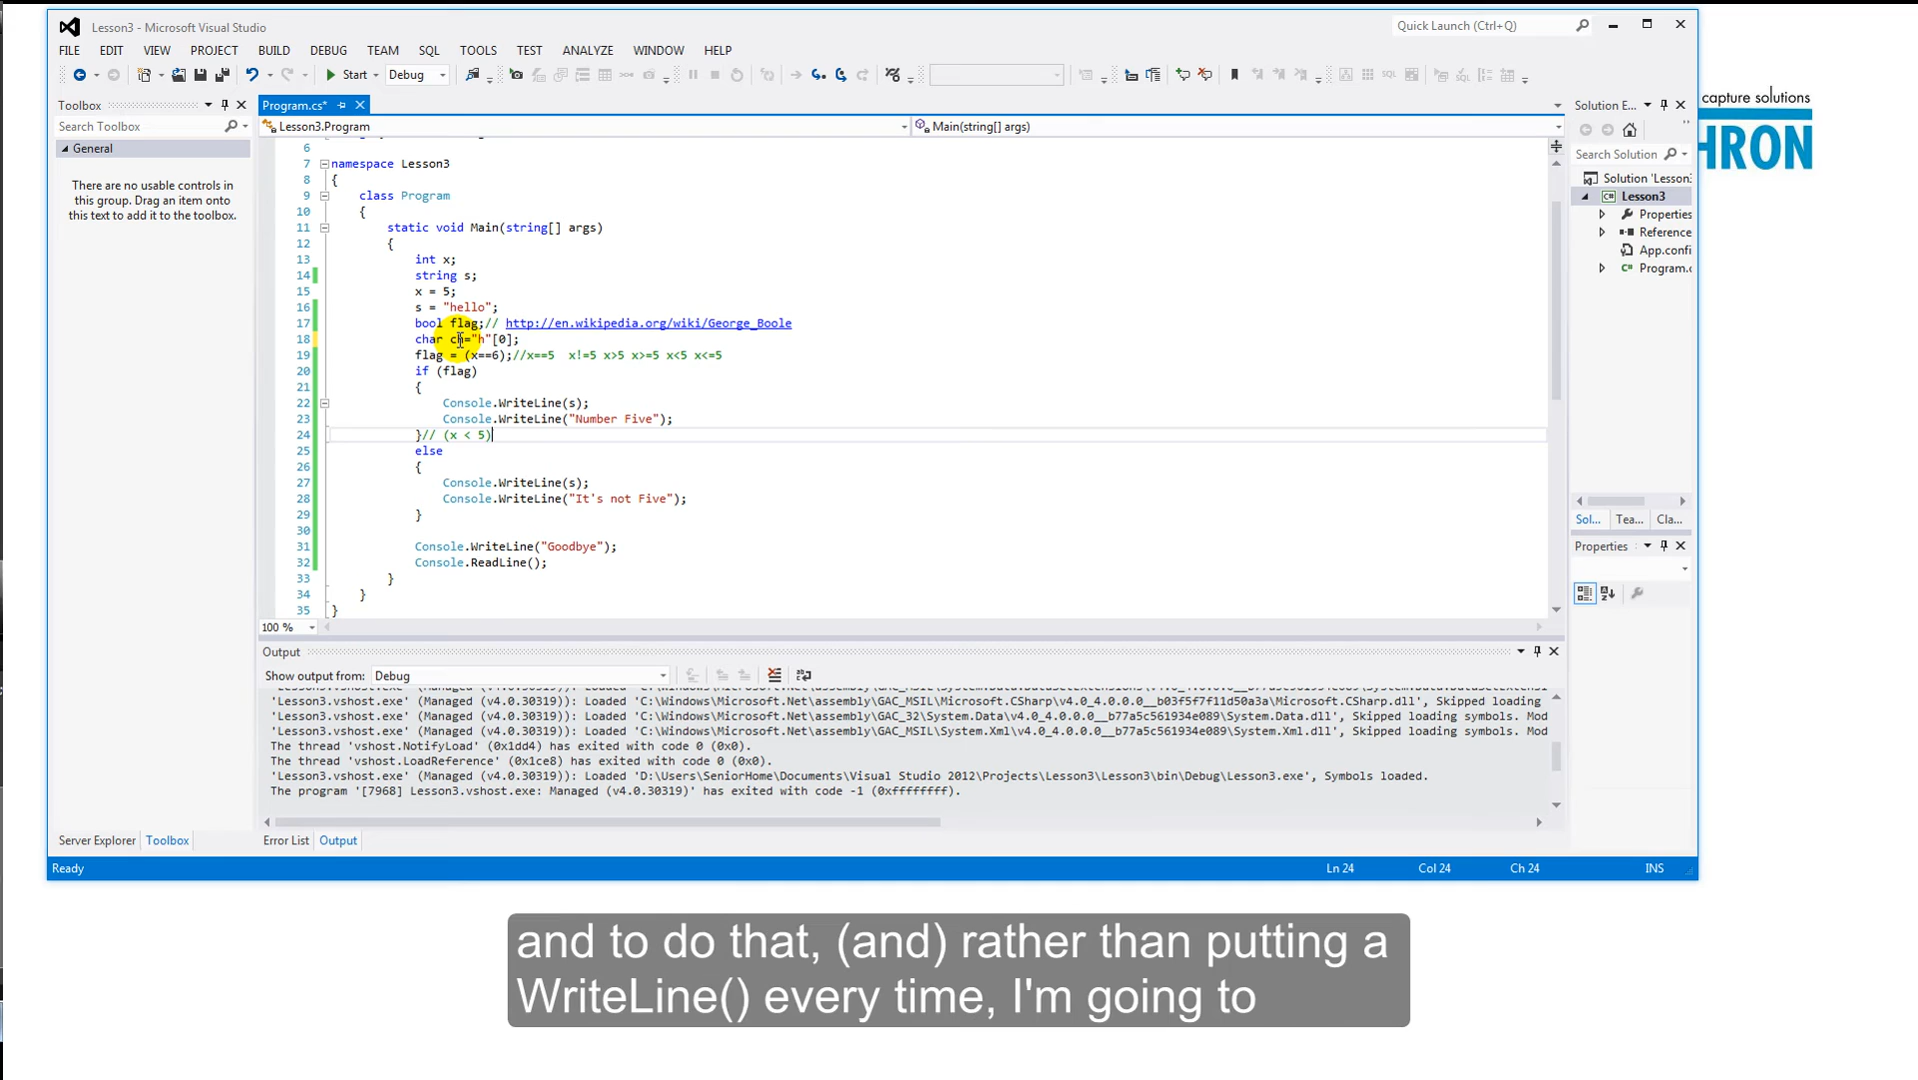 Lesson3 - Microsoft Visual Studio
Quick Launch (Ctrl+Q)
FILE EDIT VIEW PROJECT BUILD DEBUG TEAM SQL TOOLS TEST ANALYZE WINDOW HELP
Start Debug
capture solutions
HRON
Toolbox
Search Toolbox
General
There are no usable controls in
this group. Drag an item onto
this text to add it to the toolbox.
Program.cs*
Lesson3.Program
Main(string[] args)
6
7 namespace Lesson3
8 {
9 class Program
10 {
11 static void Main(string[] args)
12 {
13 int x;
14 string s;
15 x = 5;
16 s = "hello";
17 bool flag;// http://en.wikipedia.org/wiki/George_Boole
18 char ch="h"[0];
19 flag = (x==6);//x==5 x!=5 x>5 x>=5 x<5 x<=5
20 if (flag)
21 {
22 Console.WriteLine(s);
23 Console.WriteLine("Number Five");
24 }// (x < 5)
25 else
26 {
27 Console.WriteLine(s);
28 Console.WriteLine("It's not Five");
29 }
30
31 Console.WriteLine("Goodbye");
32 Console.ReadLine();
33 }
34 }
35 }
100 %
Solution E...
Search Solution
Solution 'Lesson
Lesson3
Properties
Reference
App.confi
Program.c
Sol... Tea... Cla...
Properties
Output
Show output from: Debug
'Lesson3.vshost.exe' (Managed (v4.0.30319)): Loaded 'C:\Windows\Microsoft.Net\assembly\GAC_MSIL\Microsoft.CSharp\v4.0_4.0.0.0__b03f5f7f11d50a3a\Microsoft.CSharp.dll', Skipped loading
'Lesson3.vshost.exe' (Managed (v4.0.30319)): Loaded 'C:\Windows\Microsoft.Net\assembly\GAC_32\System.Data\v4.0_4.0.0.0__b77a5c561934e089\System.Data.dll', Skipped loading symbols. Mod
'Lesson3.vshost.exe' (Managed (v4.0.30319)): Loaded 'C:\Windows\Microsoft.Net\assembly\GAC_MSIL\System.Xml\v4.0_4.0.0.0__b77a5c561934e089\System.Xml.dll', Skipped loading symbols. Mod
The thread 'vshost.NotifyLoad' (0x1dd4) has exited with code 0 (0x0).
The thread 'vshost.LoadReference' (0x1ce8) has exited with code 0 (0x0).
'Lesson3.vshost.exe' (Managed (v4.0.30319)): Loaded 'D:\Users\SeniorHome\Documents\Visual Studio 2012\Projects\Lesson3\Lesson3\bin\Debug\Lesson3.exe', Symbols loaded.
The program '[7968] Lesson3.vshost.exe: Managed (v4.0.30319)' has exited with code -1 (0xffffffff).
Server Explorer Toolbox
Error List Output
Ready
Ln 24 Col 24 Ch 24 INS
and to do that, (and) rather than putting a
WriteLine() every time, I'm going to